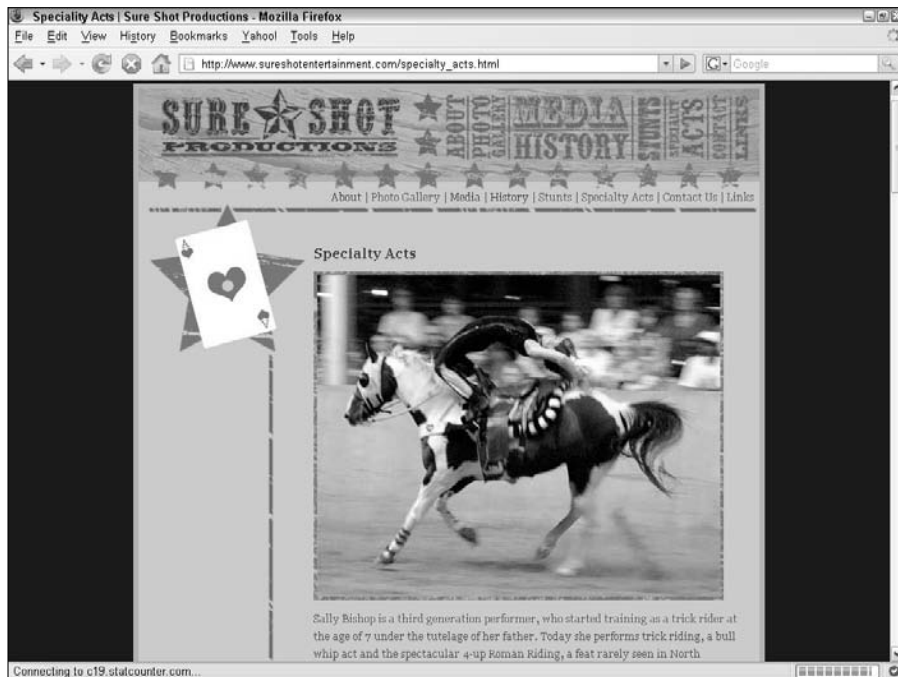 Speciality Acts | Sure Shot Productions - Mozilla Firefox
File Edit View History Bookmarks Yahoo! Tools Help
http://www.sureshotentertainment.com/specialty_acts.html
G Google
SURE SHOT
PRODUCTIONS
ABOUT
PHOTO
GALLERY
MEDIA
HISTORY
STUNTS
SPECIALTY
ACTS
CONTACT
LINKS
About | Photo Gallery | Media | History | Stunts | Specialty Acts | Contact Us | Links
A
Specialty Acts
A
Sally Bishop is a third generation performer, who started training as a trick rider at
the age of 7 under the tutelage of her father. Today she performs trick riding, a bull
whip act and the spectacular 4-up Roman Riding, a feat rarely seen in North
Connecting to c19.statcounter.com...